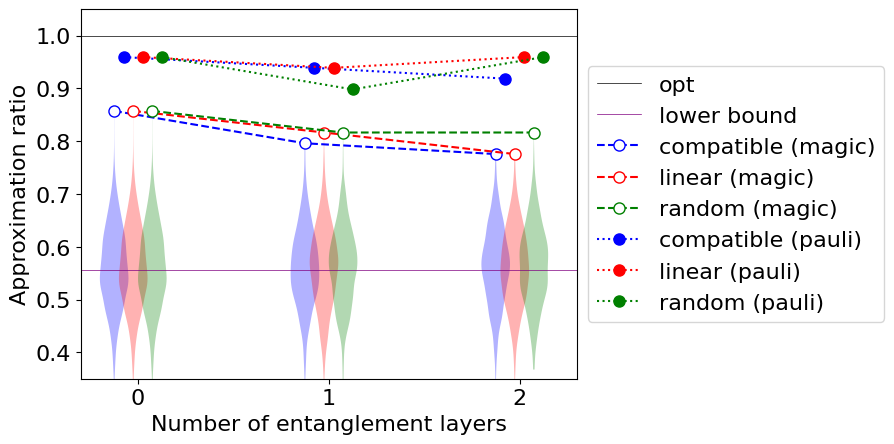 1.0
0.9
0.8
0.7
0.6
0.5
0.4
Approximation ratio
0 1 2
Number of entanglement layers
opt
lower bound
compatible (magic)
linear (magic)
random (magic)
compatible (pauli)
linear (pauli)
random (pauli)